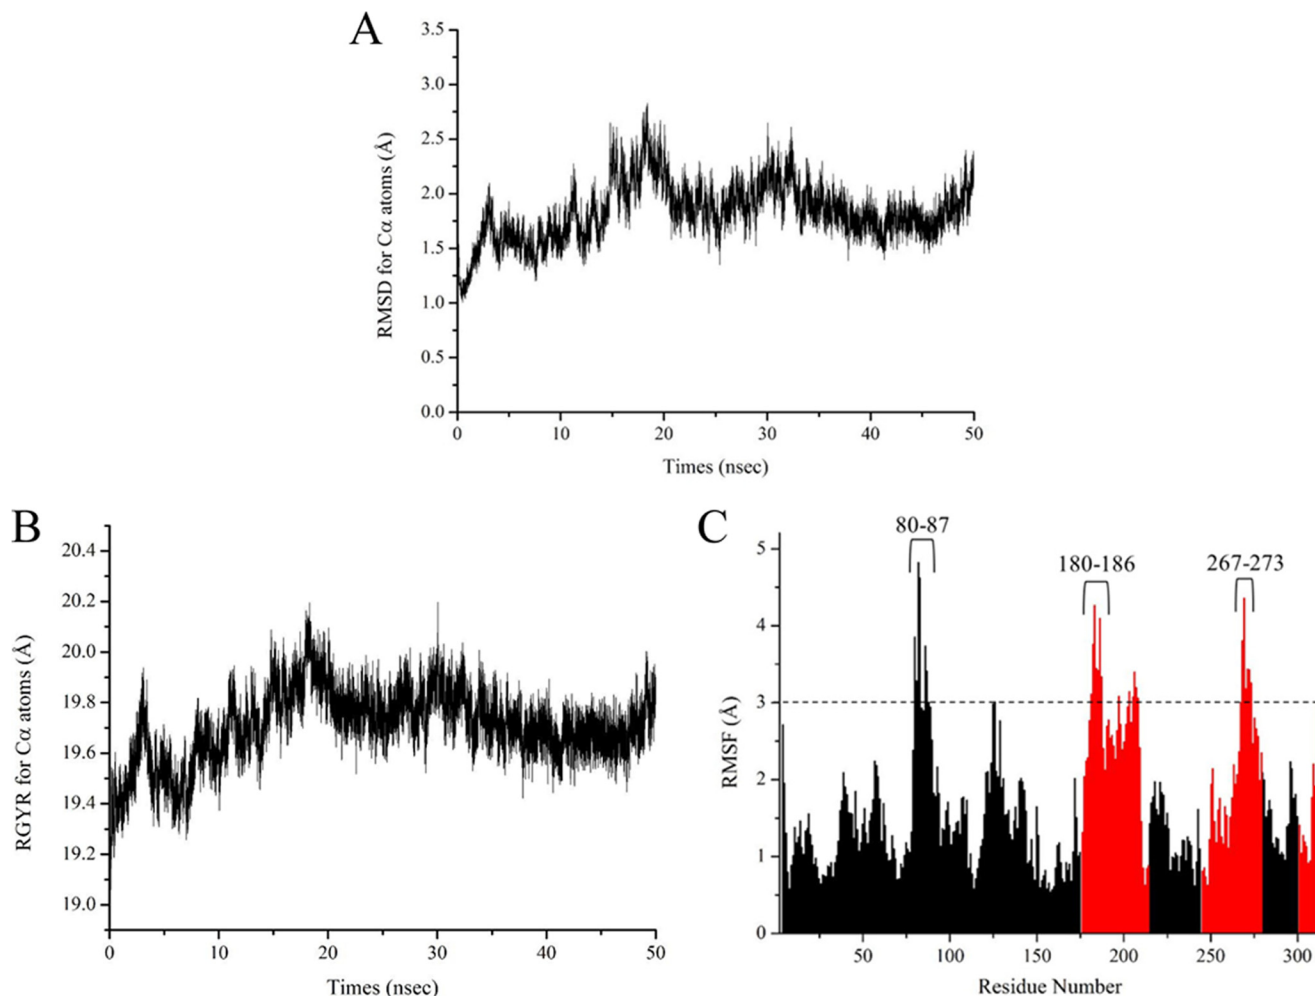 A
3.5
3.0
2.5
2.0
1.5
1.0
0.5
0.0
RMSD for Cα atoms (Å)
0 10 20 30 40 50
Times (nsec)
B
20.4
20.2
20.0
19.8
19.6
19.4
19.2
19.0
RGYR for Cα atoms (Å)
0 10 20 30 40 50
Times (nsec)
C
80-87
180-186
267-273
5
4
3
2
1
0
RMSF (Å)
50 100 150 200 250 300
Residue Number